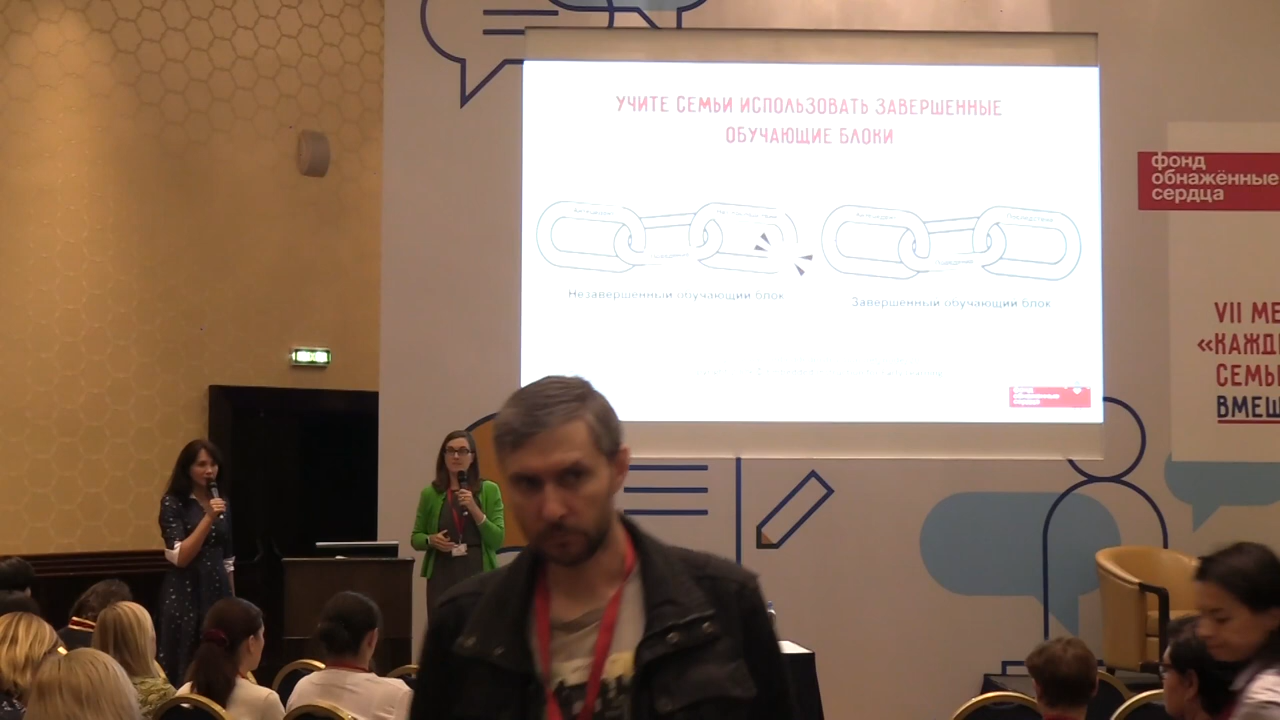 УЧИТЕ СЕМЬИ ИСПОЛЬЗОВАТЬ ЗАВЕРШЕННЫЕ
ОБУЧАЮЩИЕ БЛОКИ
Незавершенный обучающий блок
Завершенный обучающий блок
фонд
обнажённые
сердца
VII МЕ
«КАЖД
СЕМЬ
ВМЕШ